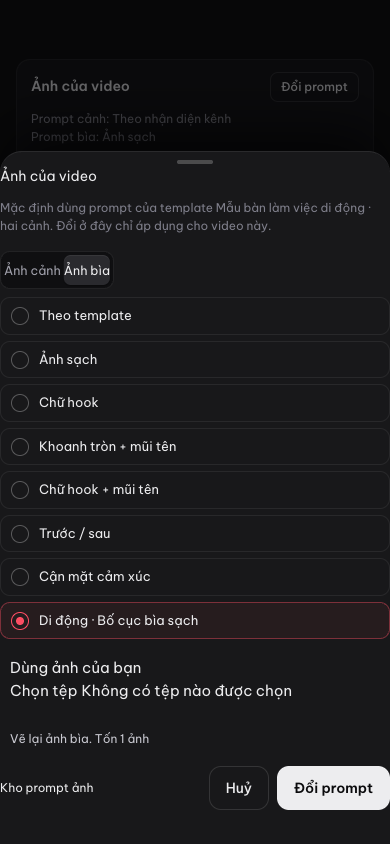 Ảnh của video
Đổi prompt
Prompt cảnh: Theo nhận diện kênh
Prompt bìa: Ảnh sạch
Ảnh của video
Mặc định dùng prompt của template Mẫu bàn làm việc di động ·
hai cảnh. Đổi ở đây chỉ áp dụng cho video này.
Ảnh cảnh Ảnh bìa
Theo template
Ảnh sạch
Chữ hook
Khoanh tròn + mũi tên
Chữ hook + mũi tên
Trước / sau
Cận mặt cảm xúc
Di động · Bố cục bìa sạch
Dùng ảnh của bạn
Chọn tệp Không có tệp nào được chọn
Vẽ lại ảnh bìa. Tốn 1 ảnh
Kho prompt ảnh
Huỷ
Đổi prompt